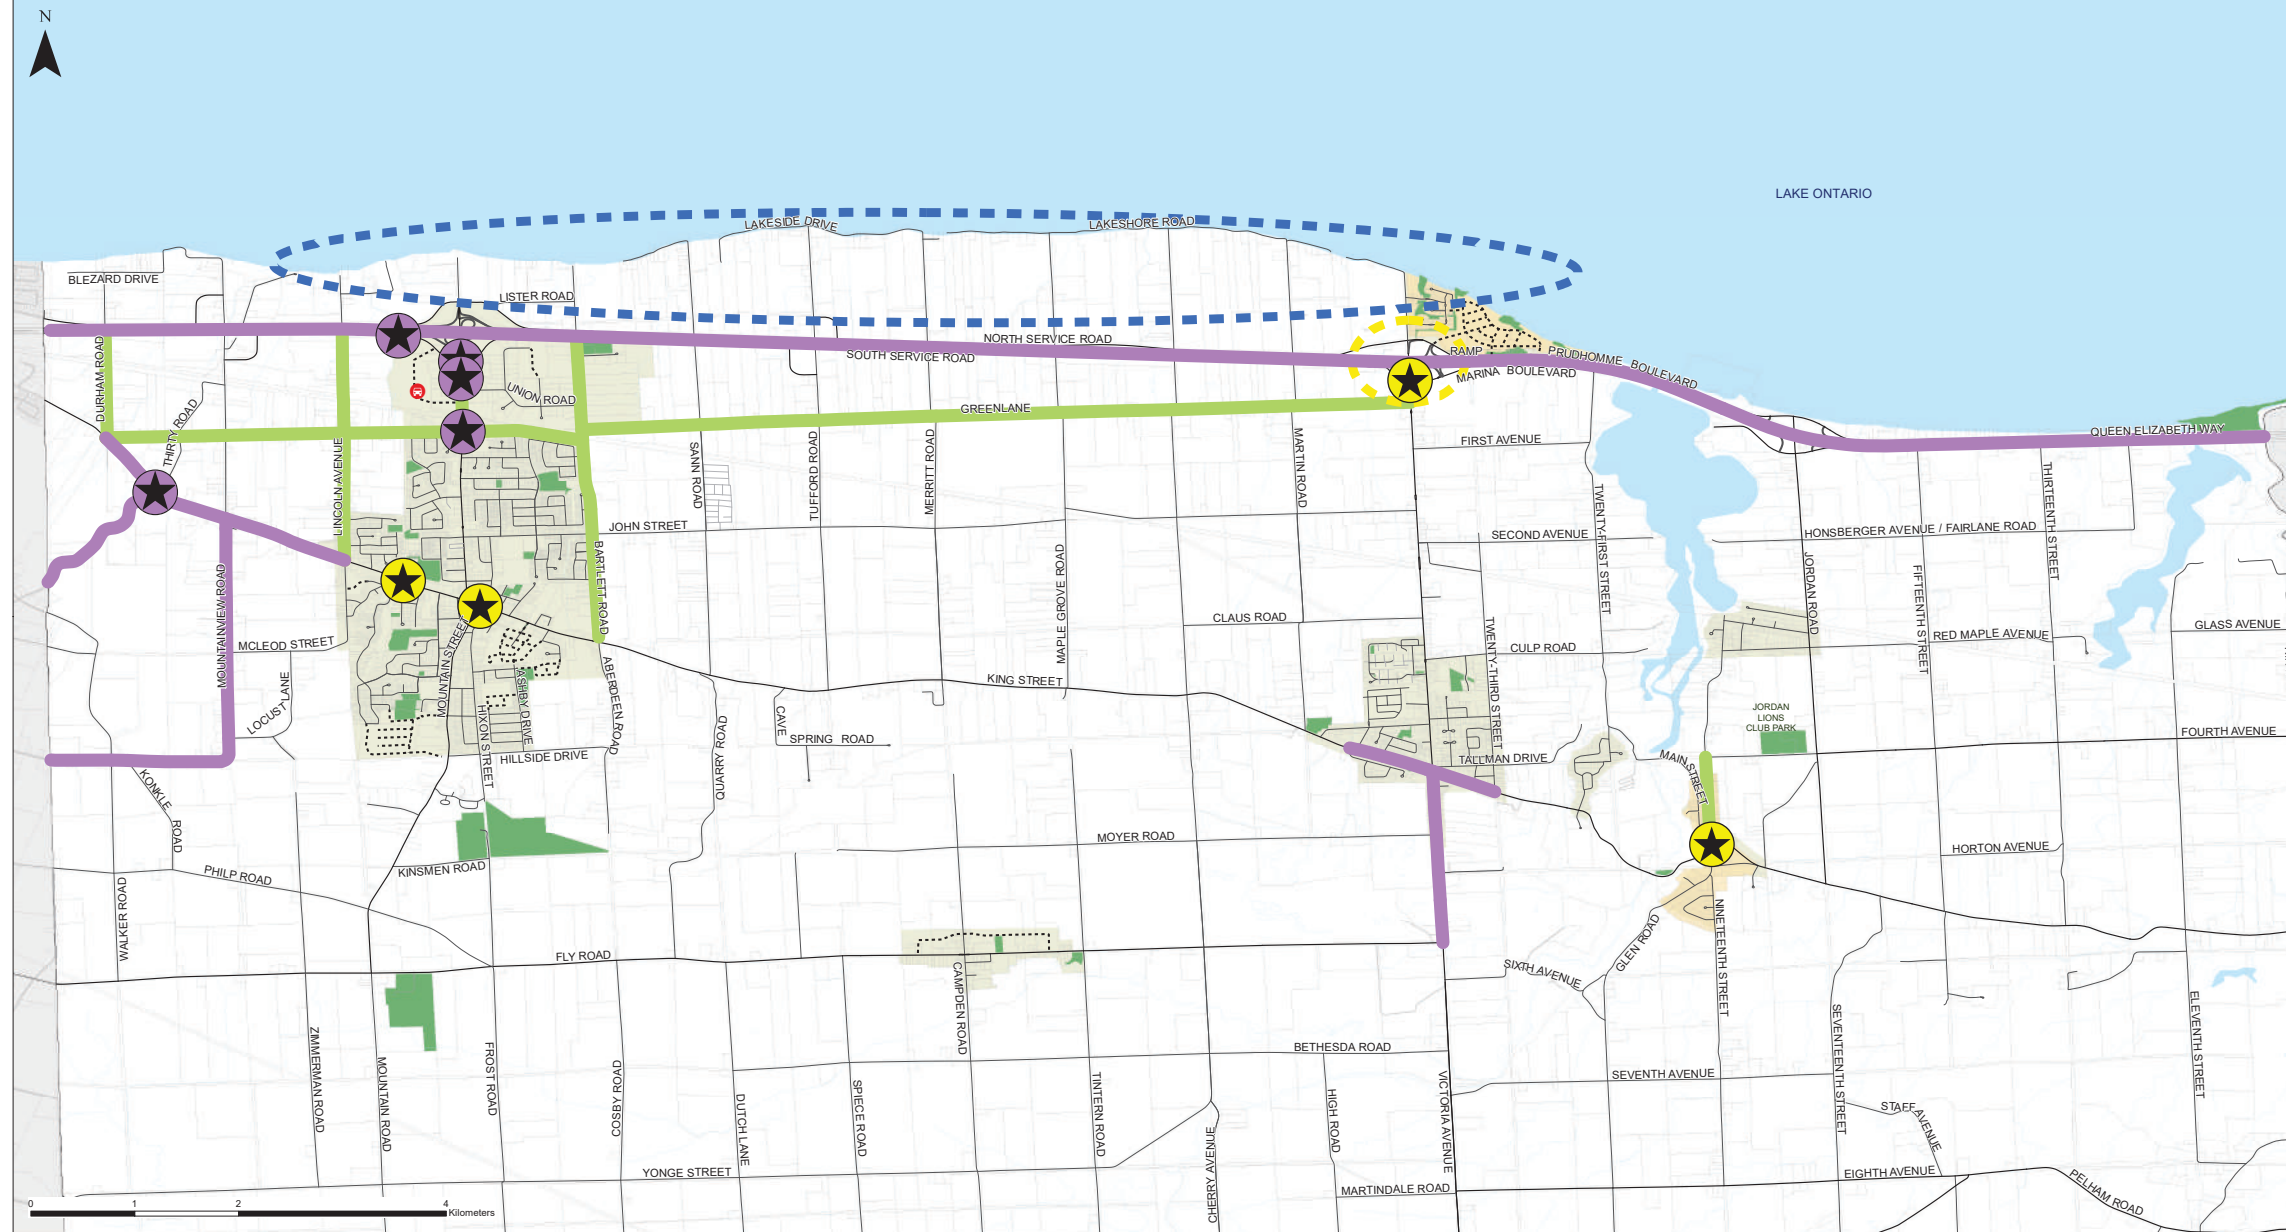 N
LAKE ONTARIO
LAKESIDE DRIVE
LAKESHORE ROAD
BLEZARD DRIVE
LISTER ROAD
NORTH SERVICE ROAD
SOUTH SERVICE ROAD
RAMP
PRUDHOMME BOULEVARD
MARINA BOULEVARD
DURHAM ROAD
THIRTY ROAD
UNION ROAD
GREENLANE
QUEEN ELIZABETH WAY
FIRST AVENUE
LINCOLN AVENUE
SANN ROAD
TUFFORD ROAD
MERRITT ROAD
MARTIN ROAD
JOHN STREET
TWENTY-FIRST STREET
SECOND AVENUE
HONSBERGER AVENUE / FAIRLANE ROAD
THIRTEENTH STREET
BARTLETT ROAD
MAPLE GROVE ROAD
JORDAN ROAD
FIFTEENTH STREET
MOUNTAINVIEW ROAD
CLAUS ROAD
GLASS AVENUE
RED MAPLE AVENUE
MCLEOD STREET
MOUNTAIN STREET
CULP ROAD
TWENTY-THIRD STREET
KING STREET
LOCUST LANE
ASHBY DRIVE
ABERDEEN ROAD
HIXON STREET
CAVE
SPRING ROAD
QUARRY ROAD
JORDAN
LIONS
CLUB PARK
FOURTH AVENUE
HILLSIDE DRIVE
TALLMAN DRIVE
MAIN STREET
KONKLE ROAD
MOYER ROAD
HORTON AVENUE
KINSMEN ROAD
PHILP ROAD
WALKER ROAD
NINETEENTH STREET
GLEN ROAD
FLY ROAD
SIXTH AVENUE
CAMPDEN ROAD
ELEVENTH STREET
SEVENTEENTH STREET
ZIMMERMAN ROAD
MOUNTAIN ROAD
FROST ROAD
COSBY ROAD
DUTCH LANE
SPIECE ROAD
TINTERN ROAD
BETHESDA ROAD
HIGH ROAD
VICTORIA AVENUE
SEVENTH AVENUE
STAFF AVENUE
CHERRY AVENUE
YONGE STREET
EIGHTH AVENUE
MARTINDALE ROAD
PELHAM ROAD
0 1 2 4
Kilometers